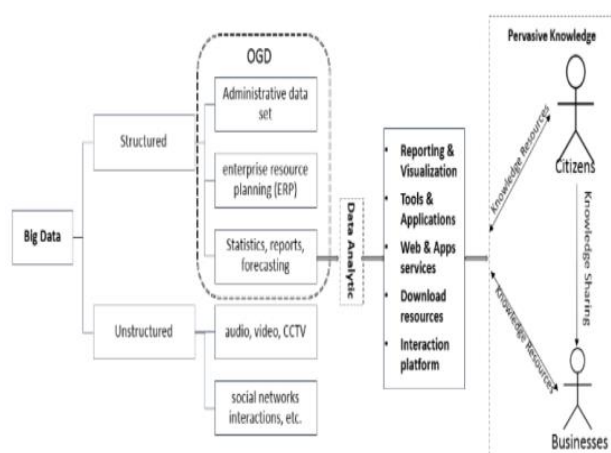 OGD
Pervasive Knowledge
Big Data
Structured
Unstructured
Administrative data
set
enterprise resource
planning (ERP)
Statistics, reports,
forecasting
audio, video, CCTV
social networks
interactions, etc.
Data Analytic
• Reporting &
Visualization
• Tools &
Applications
• Web & Apps
services
• Download
resources
• Interaction
platform
Knowledge Resources
Citizens
Knowledge Sharing
Knowledge Resources
Businesses